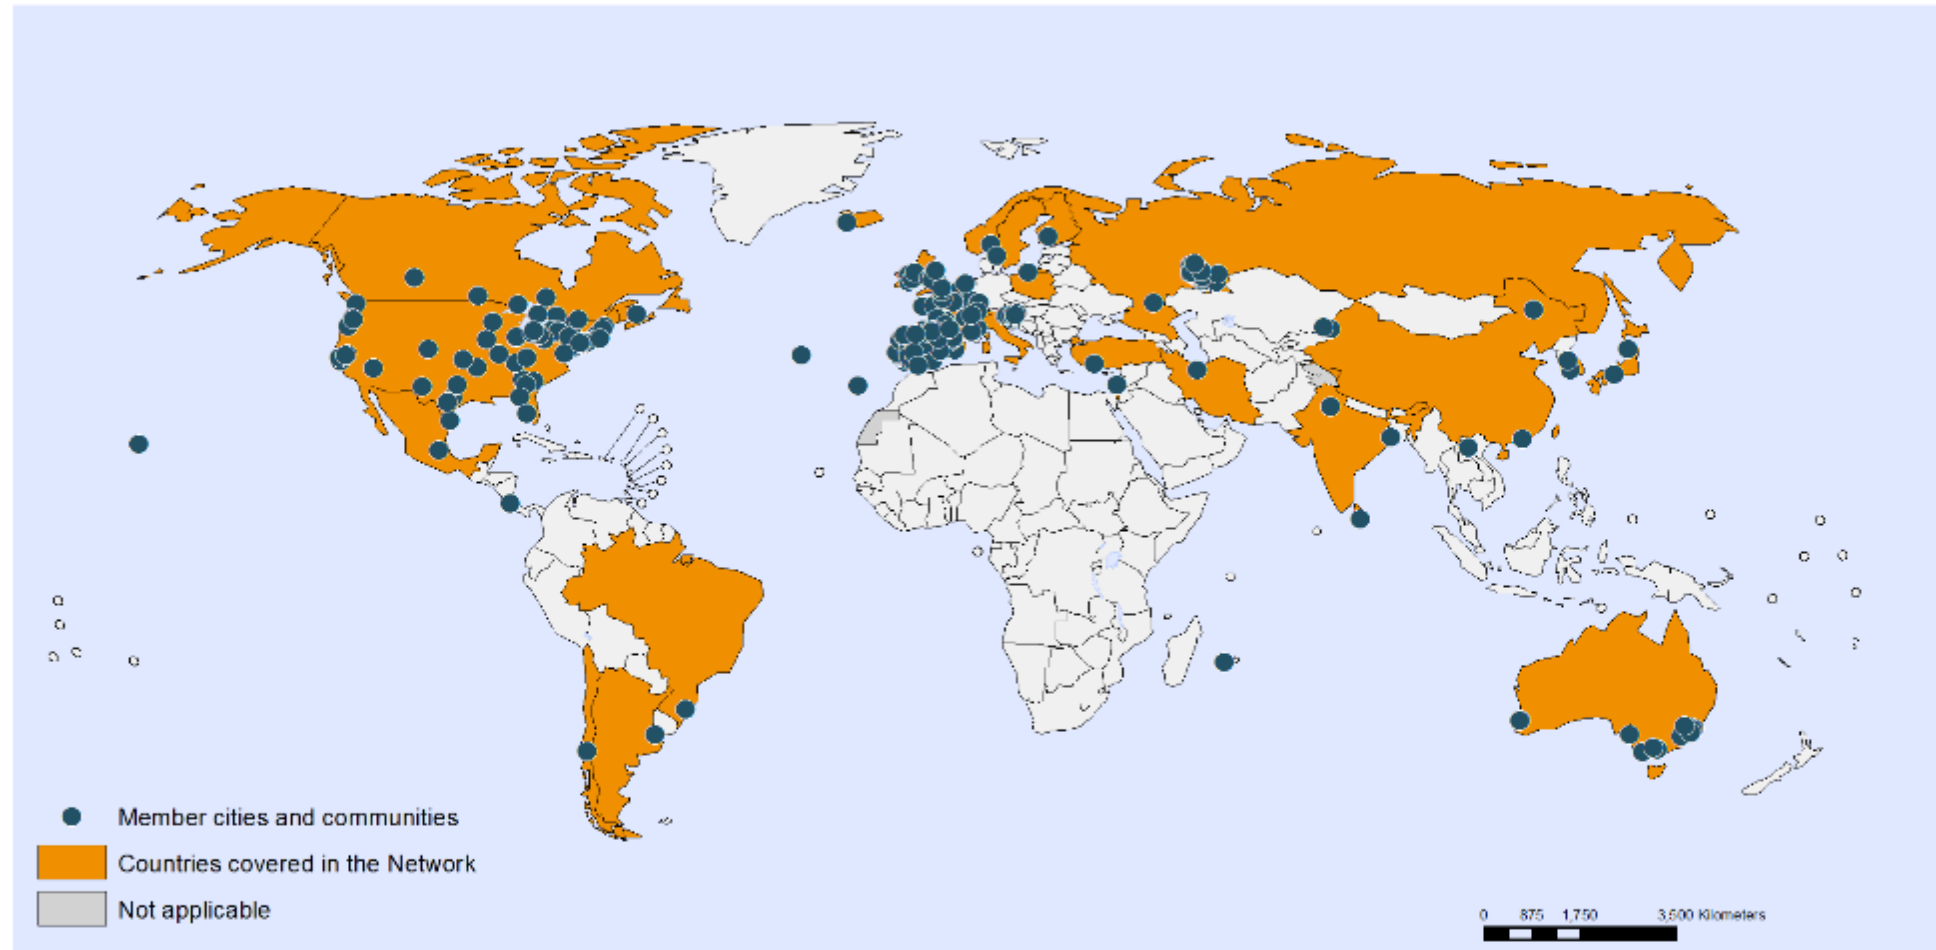 Member cities and communities
Countries covered in the Network
Not applicable
0 875 1,750 3,500 Kilometers